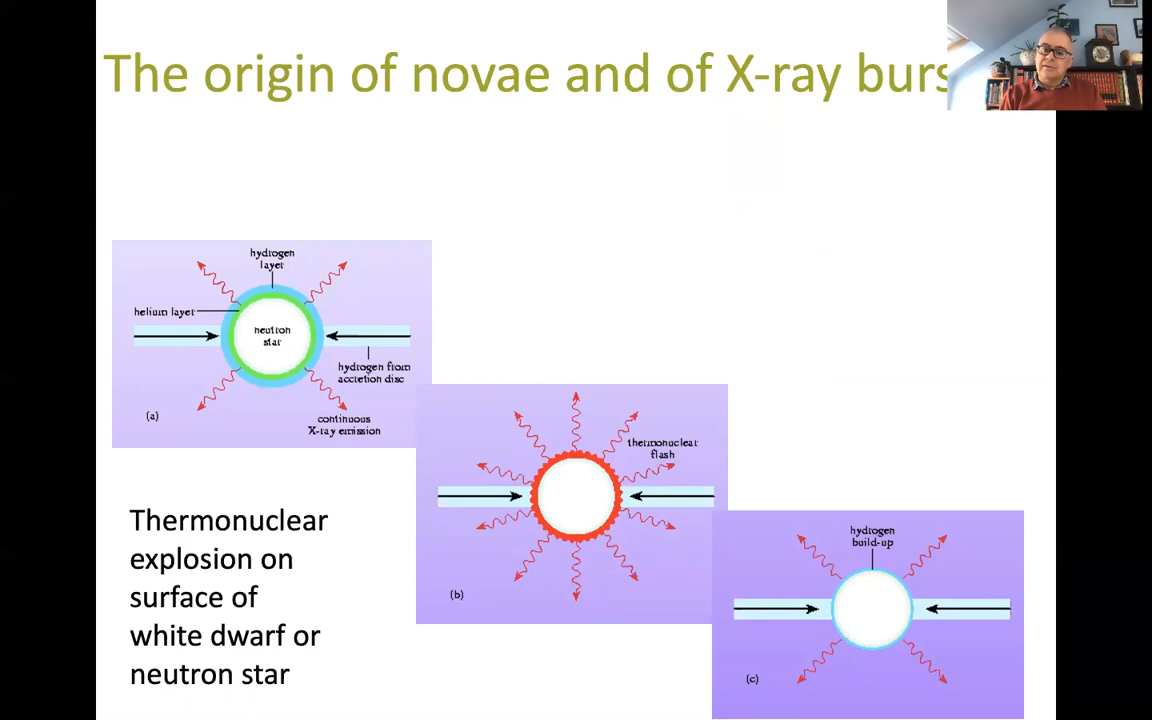 The origin of novae and of X-ray burs
hydrogen
layer
helium layer
neutron
star
hydrogen from
accretion disc
(a)
continuous
X-ray emission
thermonuclear
flash
(b)
Thermonuclear
explosion on
surface of
white dwarf or
neutron star
hydrogen
build-up
(c)